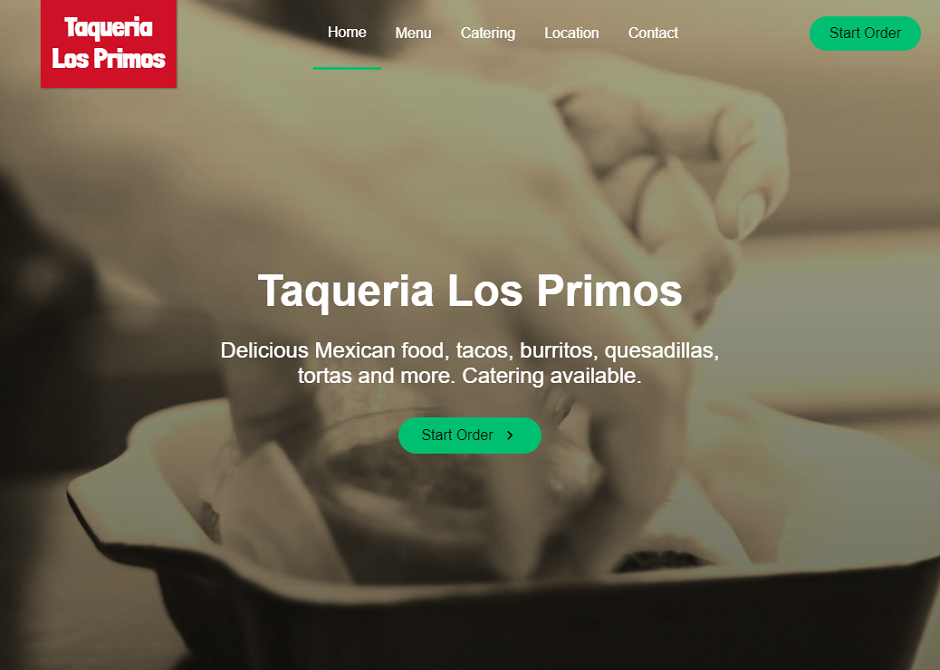 Taqueria
Los Primos
Home Menu Catering Location Contact
Start Order
Taqueria Los Primos
Delicious Mexican food, tacos, burritos, quesadillas,
tortas and more. Catering available.
Start Order